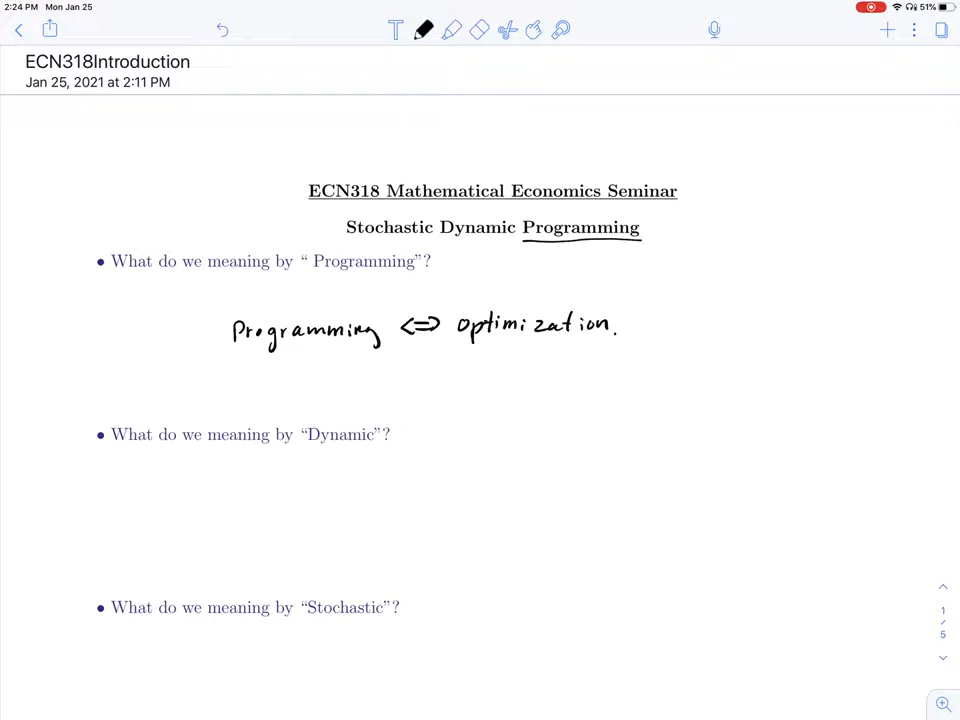 2:24 PM Mon Jan 25
51%
ECN318Introduction
Jan 25, 2021 at 2:11 PM
ECN318 Mathematical Economics Seminar
Stochastic Dynamic Programming
• What do we meaning by “ Programming”?
Programming <=> optimization.
• What do we meaning by “Dynamic”?
• What do we meaning by “Stochastic”?
1
/
5